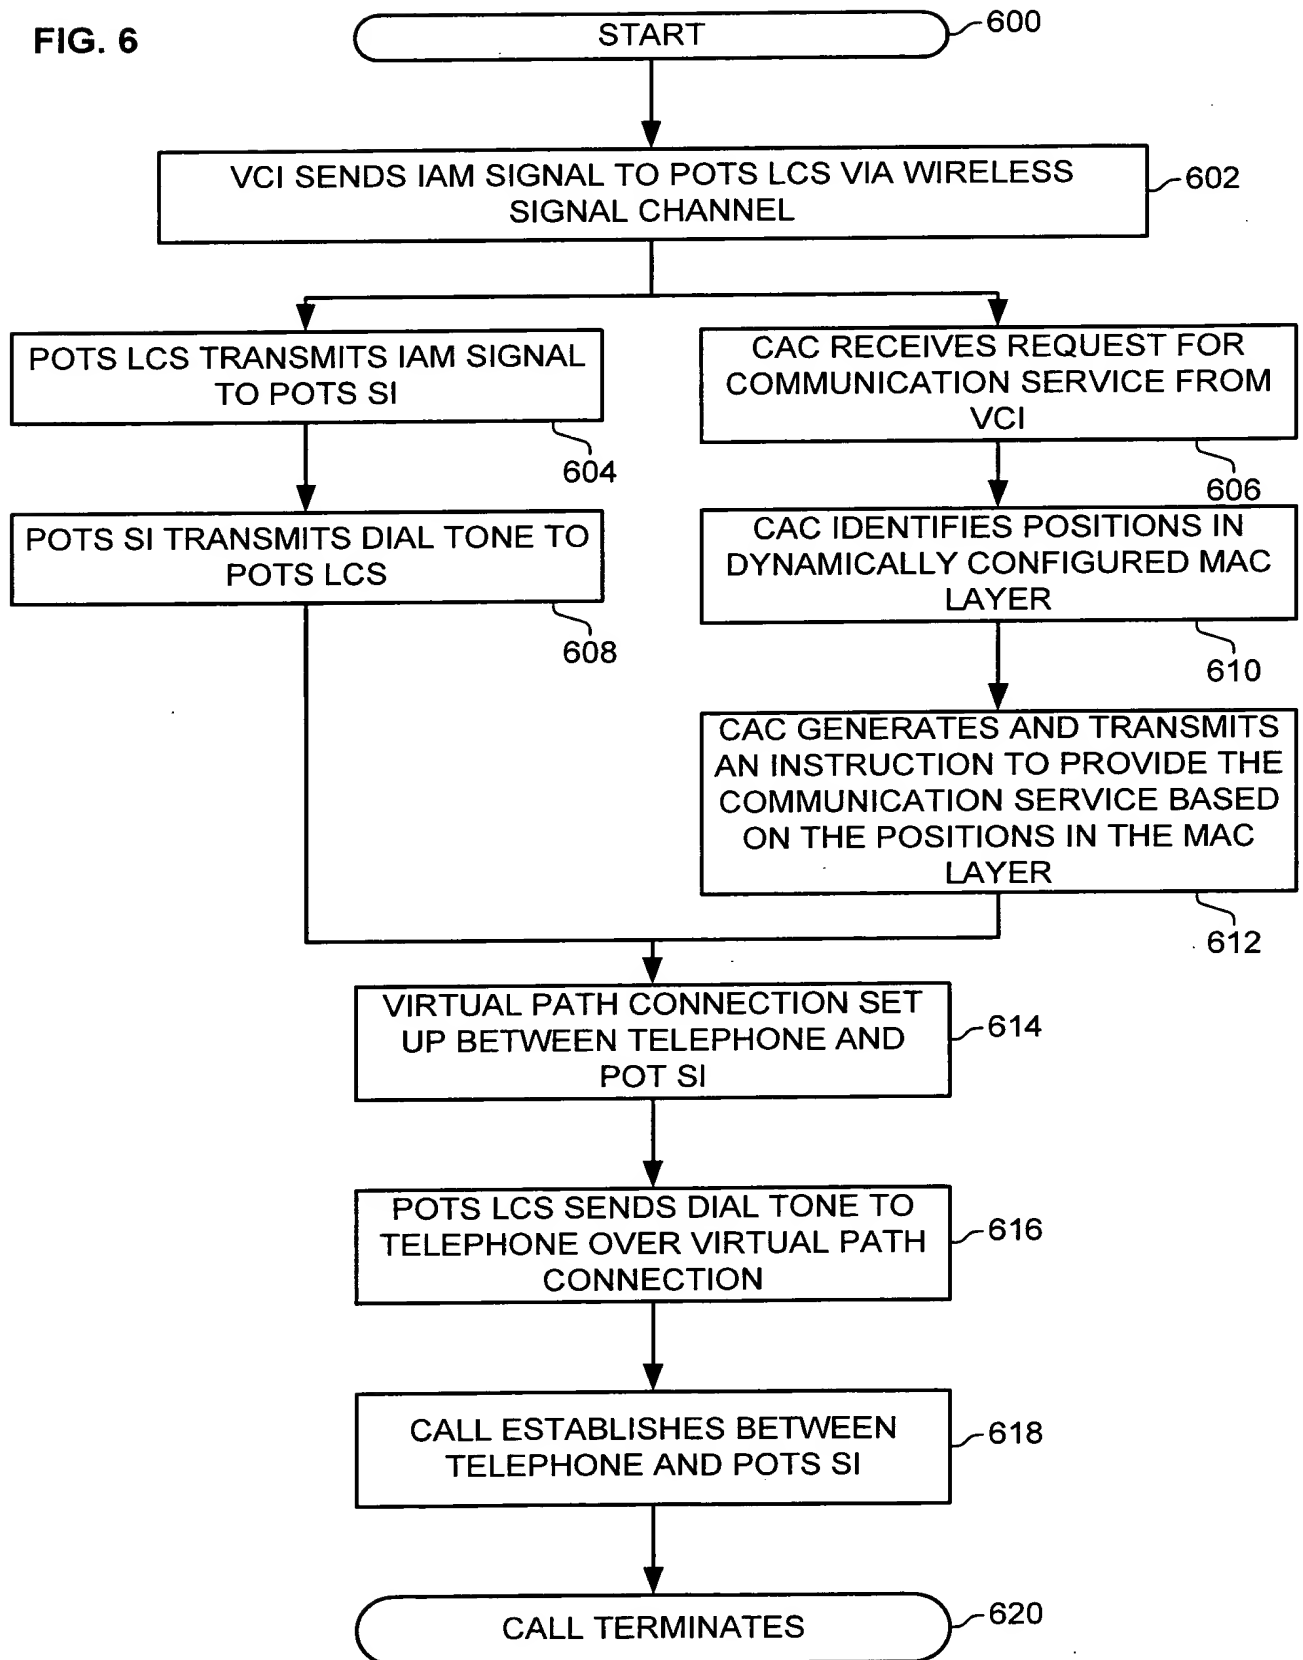 FIG. 6
START
600
VCI SENDS IAM SIGNAL TO POTS LCS VIA WIRELESS
SIGNAL CHANNEL
602
POTS LCS TRANSMITS IAM SIGNAL
TO POTS SI
604
CAC RECEIVES REQUEST FOR
COMMUNICATION SERVICE FROM
VCI
606
POTS SI TRANSMITS DIAL TONE TO
POTS LCS
608
CAC IDENTIFIES POSITIONS IN
DYNAMICALLY CONFIGURED MAC
LAYER
610
CAC GENERATES AND TRANSMITS
AN INSTRUCTION TO PROVIDE THE
COMMUNICATION SERVICE BASED
ON THE POSITIONS IN THE MAC
LAYER
612
VIRTUAL PATH CONNECTION SET
UP BETWEEN TELEPHONE AND
POT SI
614
POTS LCS SENDS DIAL TONE TO
TELEPHONE OVER VIRTUAL PATH
CONNECTION
616
CALL ESTABLISHES BETWEEN
TELEPHONE AND POTS SI
618
CALL TERMINATES
620